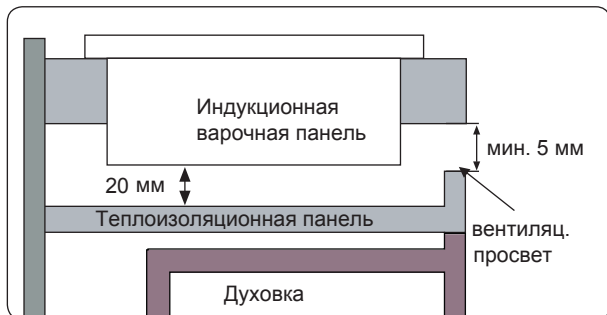 Индукционная
варочная панель
мин. 5 мм
20 мм
Теплоизоляционная панель
вентиляц.
просвет
Духовка